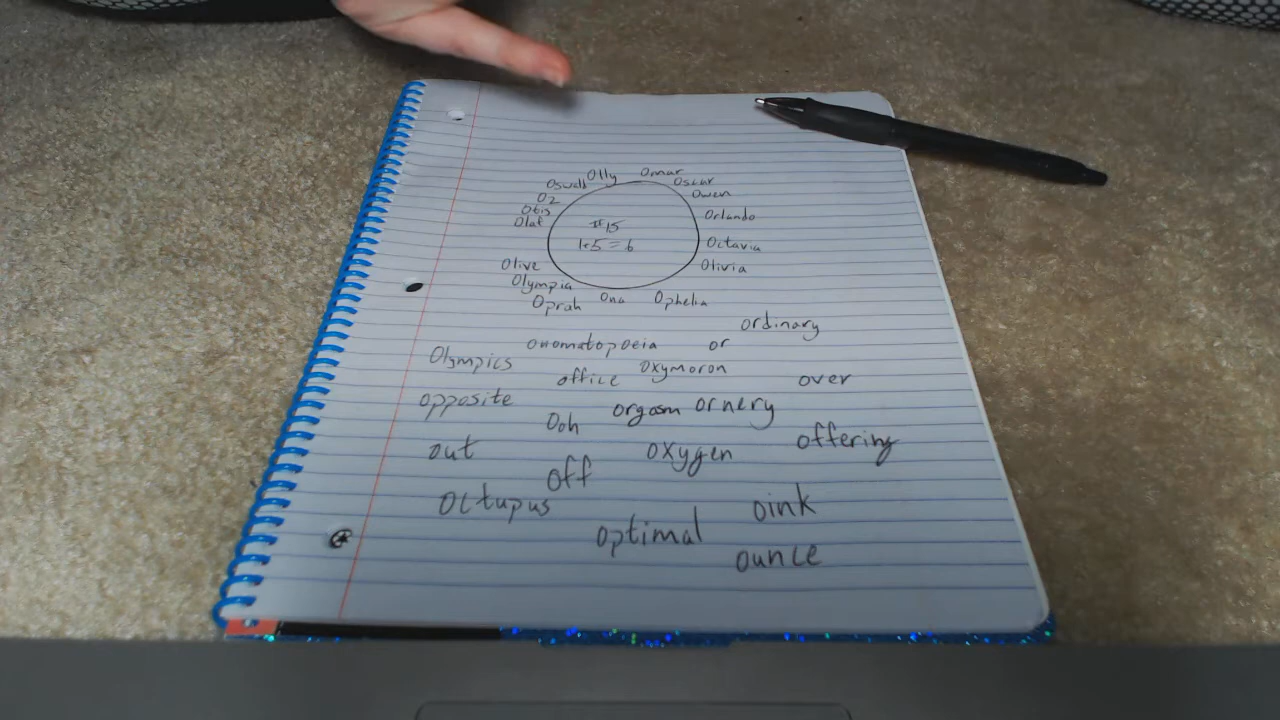 Olly Omar
Oswald Oscar
Oz Owen
Otis Orlando
Olaf #15
1+5=6 Octavia
Olive Olivia
Olympia
Oprah Ona Ophelia
ordinary
onomatopoeia or
Olympics oxymoron
office over
opposite orgasm ornery
Ooh offering
out oxygen
off
Octupus oink
optimal
ounce